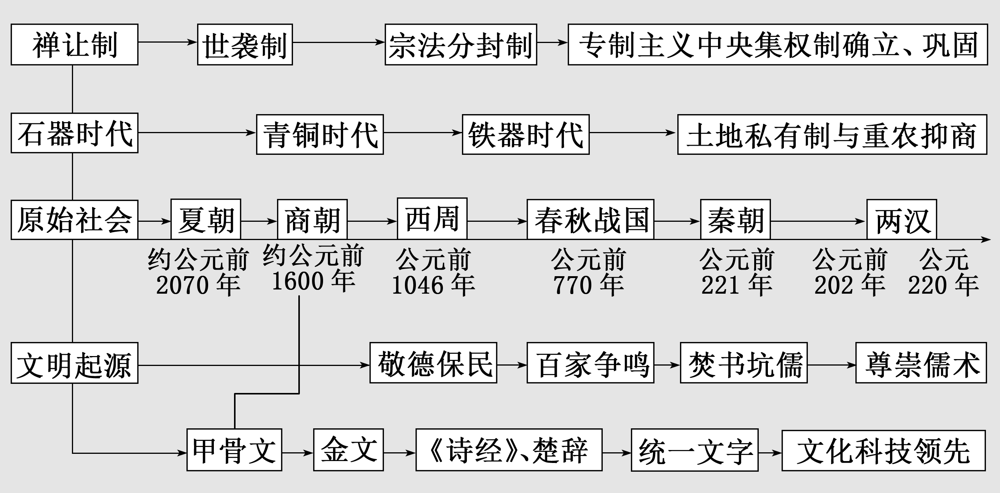 禅让制 世袭制 宗法分封制 专制主义中央集权制确立、巩固
石器时代 青铜时代 铁器时代 土地私有制与重农抑商
原始社会 夏朝 商朝 西周 春秋战国 秦朝 两汉
约公元前 约公元前 公元前 公元前 公元前 公元前 公元
2070 年 1600 年 1046 年 770 年 221 年 202 年 220 年
文明起源 敬德保民 百家争鸣 焚书坑儒 尊崇儒术
甲骨文 金文 《诗经》、楚辞 统一文字 文化科技领先